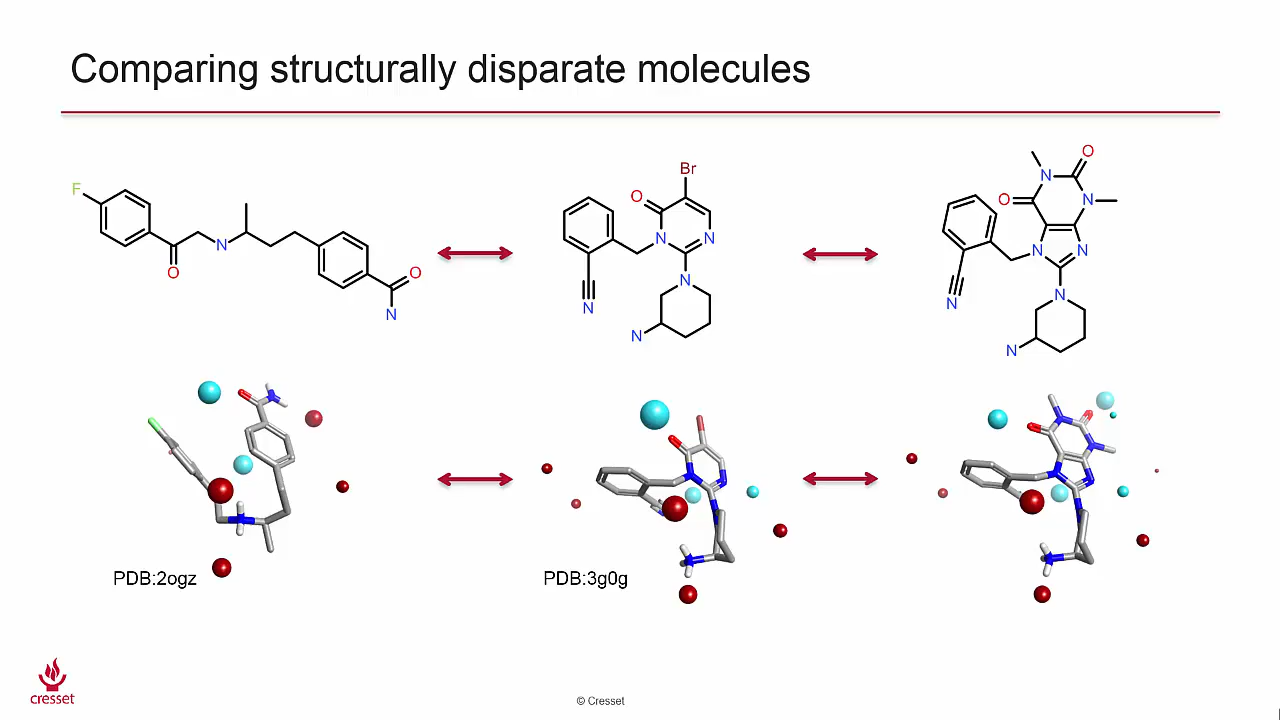 Comparing structurally disparate molecules
F
O
N
O
N
Br
O
N
N
N
N
N
O
N
O
N
N
N
N
N
N
PDB:2ogz
PDB:3g0g
cresset
© Cresset